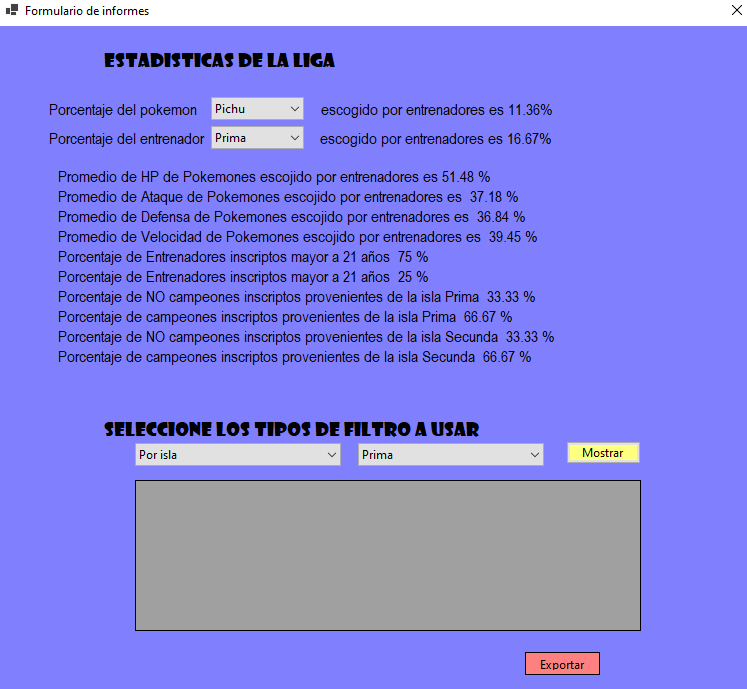 Formulario de informes
ESTADISTICAS DE LA LIGA
Porcentaje del pokemon Pichu escogido por entrenadores es 11.36%
Porcentaje del entrenador Prima escogido por entrenadores es 16.67%
Promedio de HP de Pokemones escojido por entrenadores es 51.48 %
Promedio de Ataque de Pokemones escojido por entrenadores es 37.18 %
Promedio de Defensa de Pokemones escojido por entrenadores es 36.84 %
Promedio de Velocidad de Pokemones escojido por entrenadores es 39.45 %
Porcentaje de Entrenadores inscriptos mayor a 21 años 75 %
Porcentaje de Entrenadores inscriptos mayor a 21 años 25 %
Porcentaje de NO campeones inscriptos provenientes de la isla Prima 33.33 %
Porcentaje de campeones inscriptos provenientes de la isla Prima 66.67 %
Porcentaje de NO campeones inscriptos provenientes de la isla Secunda 33.33 %
Porcentaje de campeones inscriptos provenientes de la isla Secunda 66.67 %
SELECCIONE LOS TIPOS DE FILTRO A USAR
Por isla Prima Mostrar
Exportar